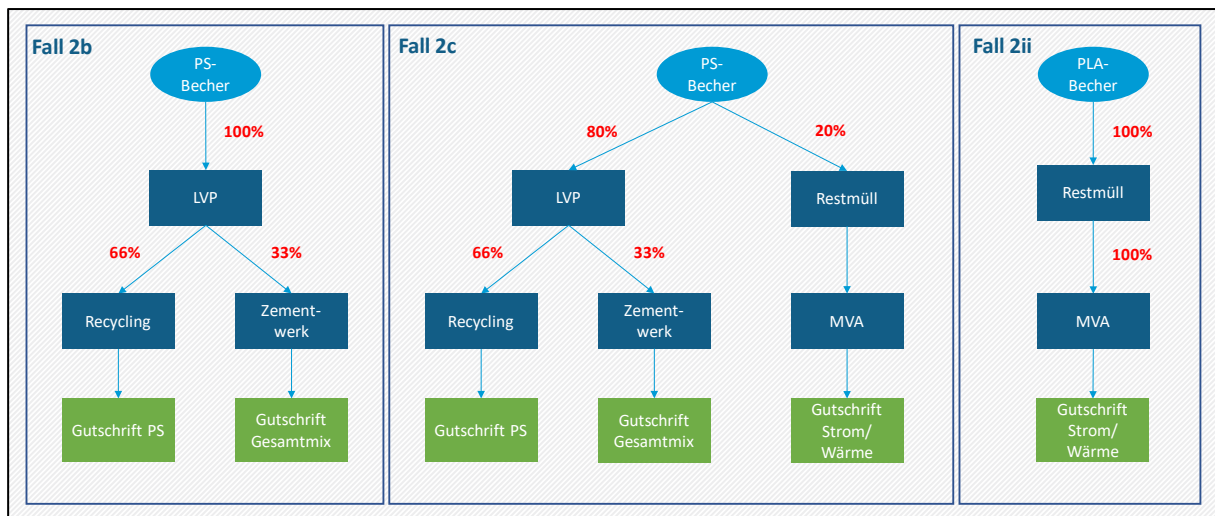 Fall 2b
PS-
Becher
100%
LVP
66%
33%
Recycling
Zement-
werk
Gutschrift PS
Gutschrift
Gesamtmix
Fall 2c
PS-
Becher
80%
20%
LVP
Restmüll
66%
33%
Recycling
Zement-
werk
MVA
Gutschrift PS
Gutschrift
Gesamtmix
Gutschrift
Strom/
Wärme
Fall 2ii
PLA-
Becher
100%
Restmüll
100%
MVA
Gutschrift
Strom/
Wärme